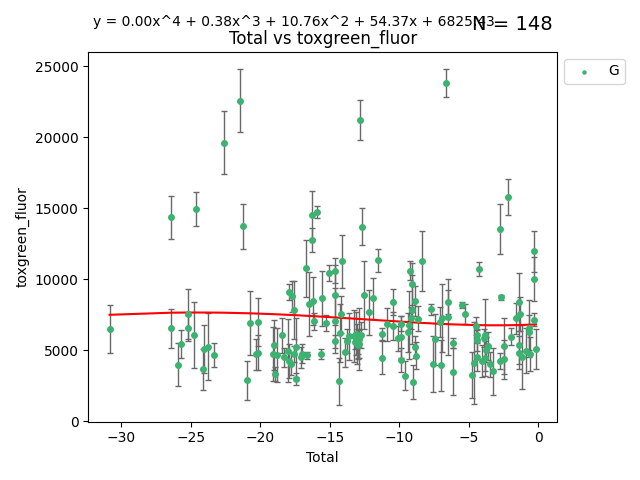 y = 0.00x^4 + 0.38x^3 + 10.76x^2 + 54.37x + 6825
N = 148
Total vs toxgreen_fluor
G
25000
20000
15000
10000
5000
0
toxgreen_fluor
−30 −25 −20 −15 −10 −5 0
Total